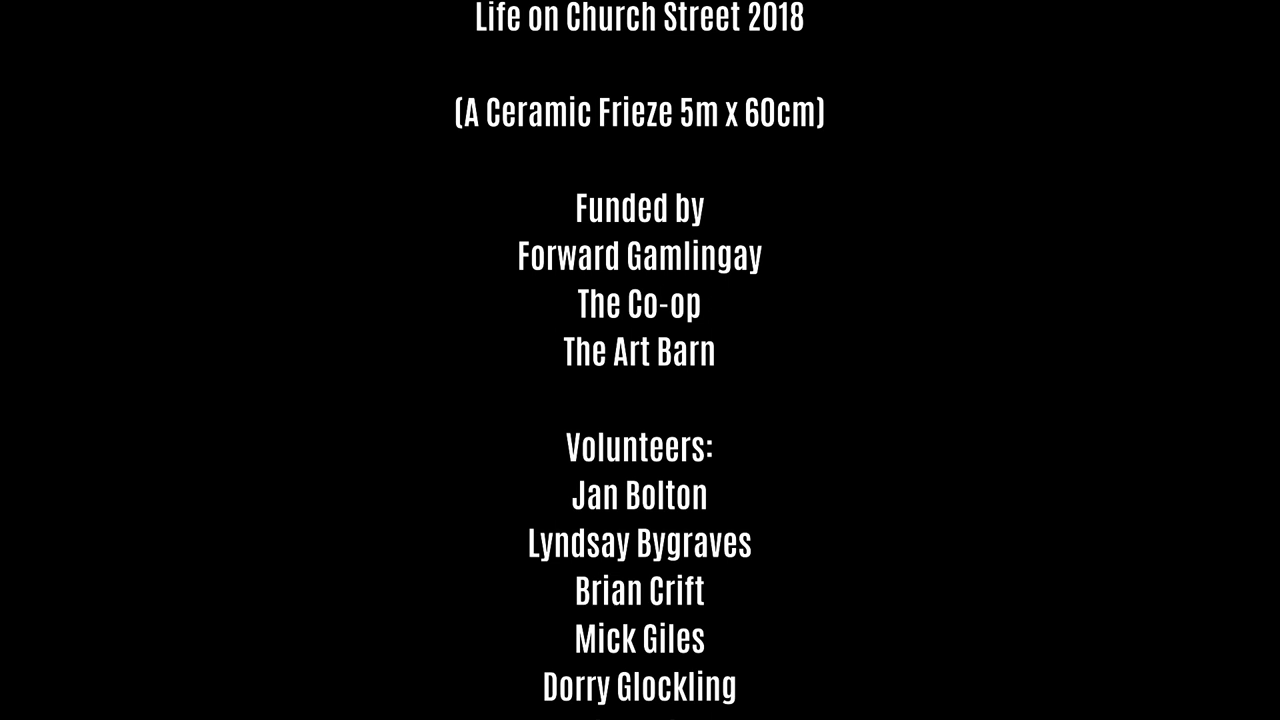 Life on Church Street 2018
(A Ceramic Frieze 5m x 60cm)
Funded by
Forward Gamlingay
The Co-op
The Art Barn
Volunteers:
Jan Bolton
Lyndsay Bygraves
Brian Crift
Mick Giles
Dorry Glockling